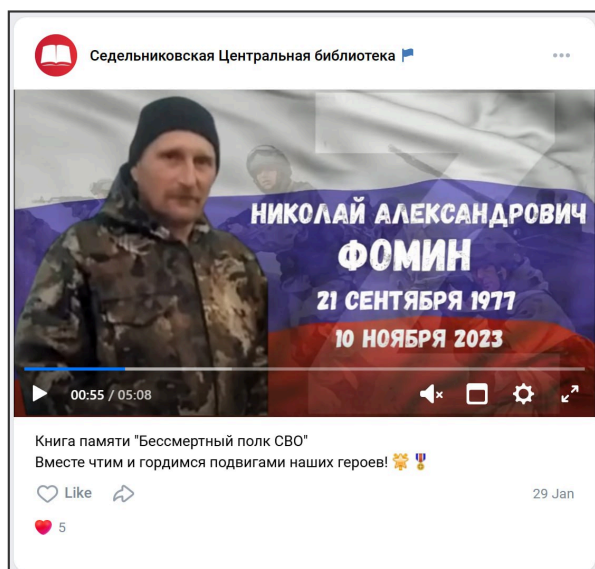 Седельниковская Центральная библиотека
НИКОЛАЙ АЛЕКСАНДРОВИЧ
ФОМИН
21 СЕНТЯБРЯ 1977
10 НОЯБРЯ 2023
00:55 / 05:08
Книга памяти "Бессмертный полк СВО"
Вместе чтим и гордимся подвигами наших героев!
Like
29 Jan
5